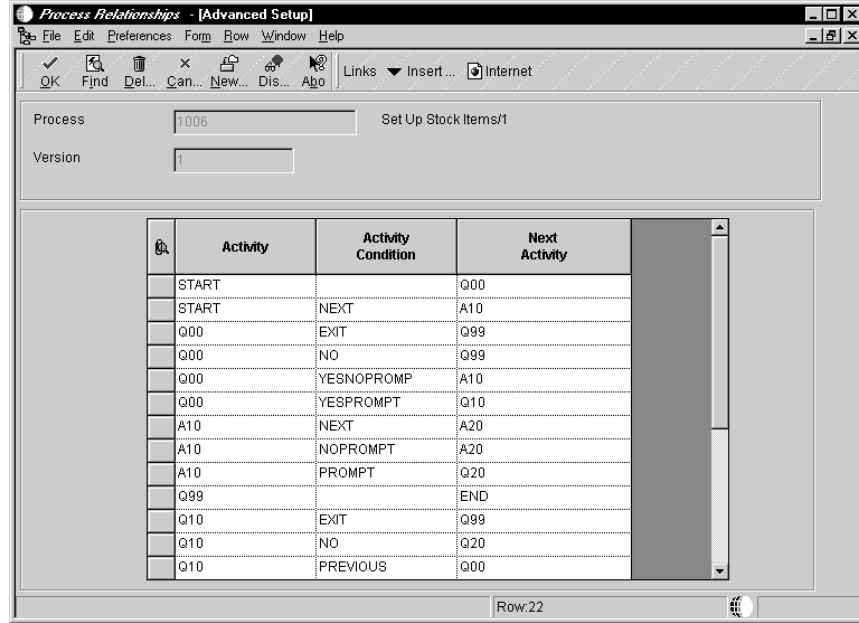 Process Relationships - [Advanced Setup]
File Edit Preferences Form Row Window Help
OK Find Del... Can... New... Dis... Abo Links Insert ... Internet
Process 1006 Set Up Stock Items/1
Version 1
Activity Activity Condition Next Activity
START Q00
START NEXT A10
Q00 EXIT Q99
Q00 NO Q99
Q00 YESNOPROMP A10
Q00 YESPROMPT Q10
A10 NEXT A20
A10 NOPROMPT A20
A10 PROMPT Q20
Q99 END
Q10 EXIT Q99
Q10 NO Q20
Q10 PREVIOUS Q00
Row:22